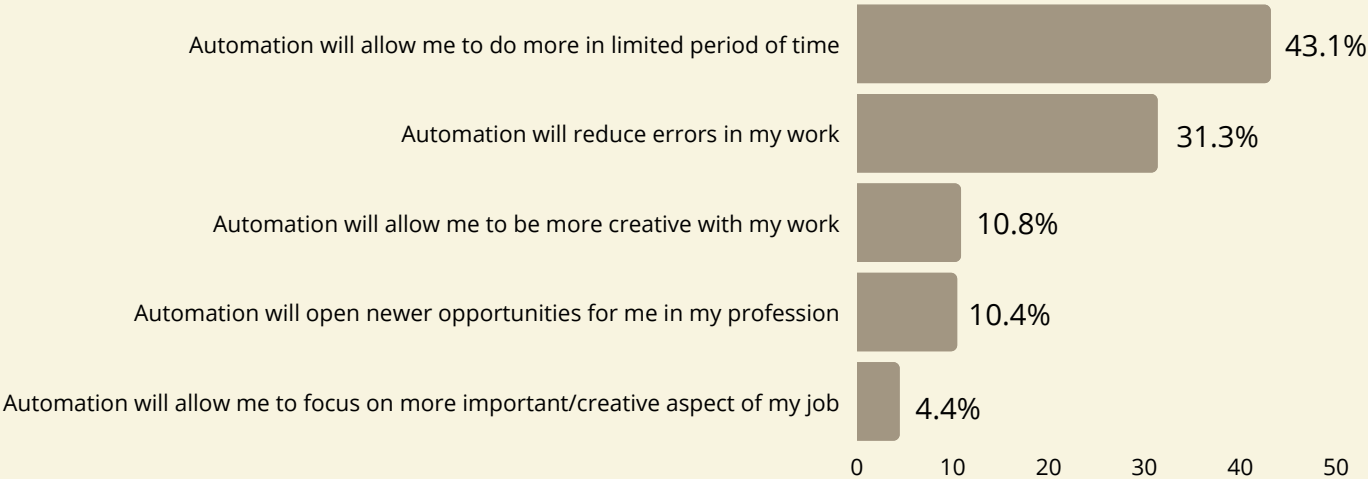 Automation will allow me to do more in limited period of time
43.1%
Automation will reduce errors in my work
31.3%
Automation will allow me to be more creative with my work
10.8%
Automation will open newer opportunities for me in my profession
10.4%
Automation will allow me to focus on more important/creative aspect of my job
4.4%
0 10 20 30 40 50